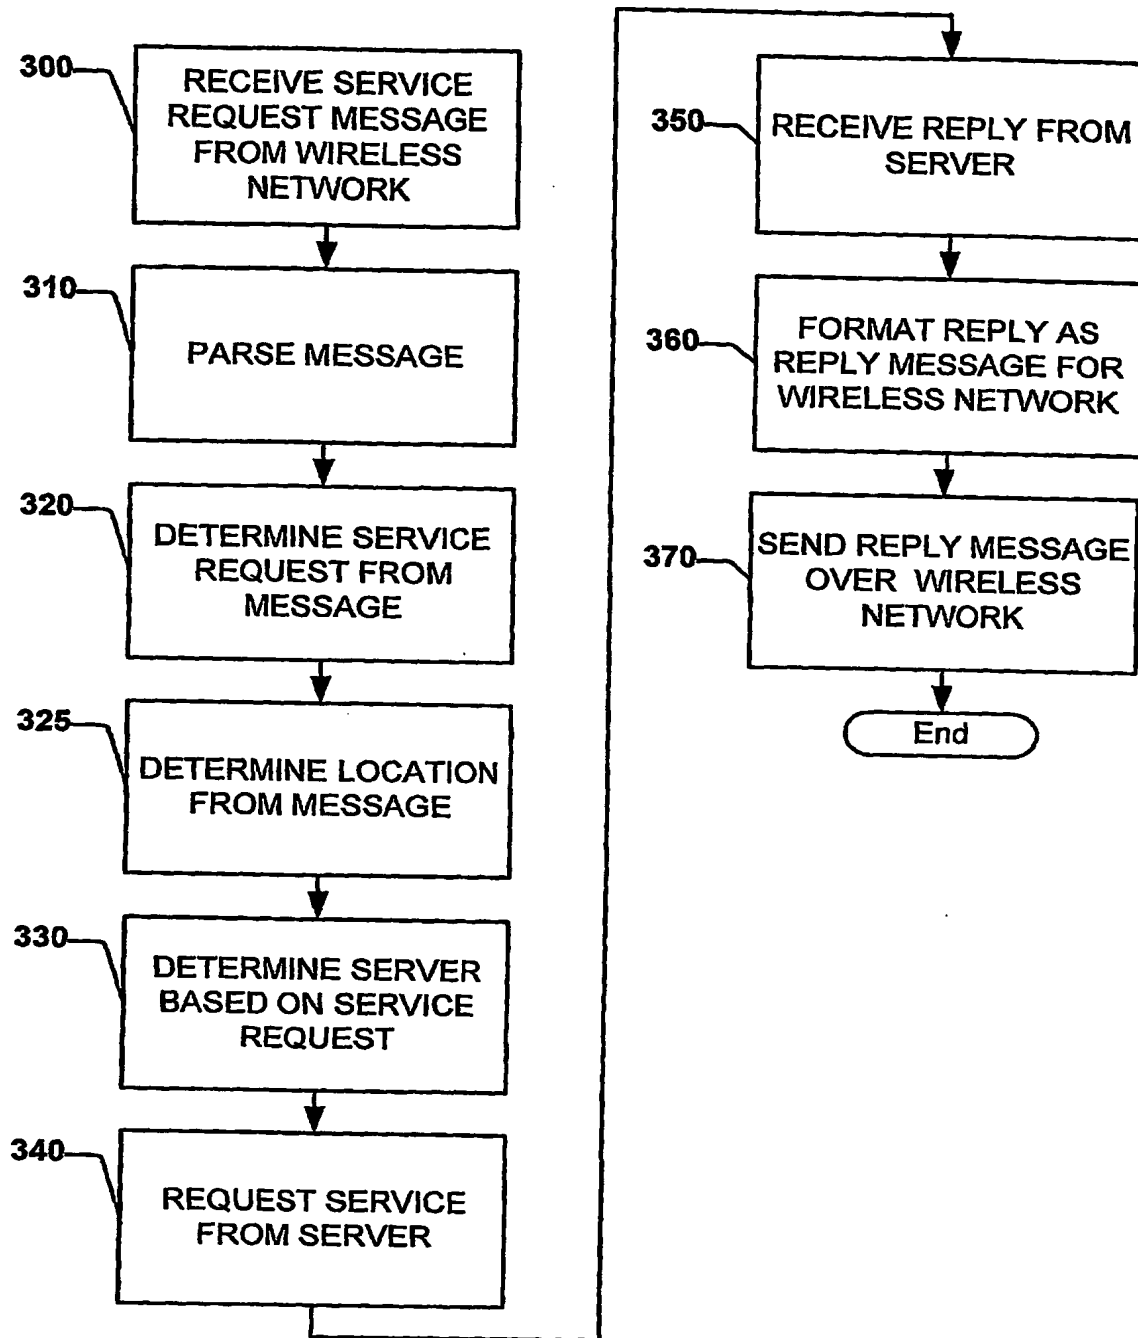 300
RECEIVE SERVICE
REQUEST MESSAGE
FROM WIRELESS
NETWORK
310
PARSE MESSAGE
320
DETERMINE SERVICE
REQUEST FROM
MESSAGE
325
DETERMINE LOCATION
FROM MESSAGE
330
DETERMINE SERVER
BASED ON SERVICE
REQUEST
340
REQUEST SERVICE
FROM SERVER
350
RECEIVE REPLY FROM
SERVER
360
FORMAT REPLY AS
REPLY MESSAGE FOR
WIRELESS NETWORK
370
SEND REPLY MESSAGE
OVER WIRELESS
NETWORK
End